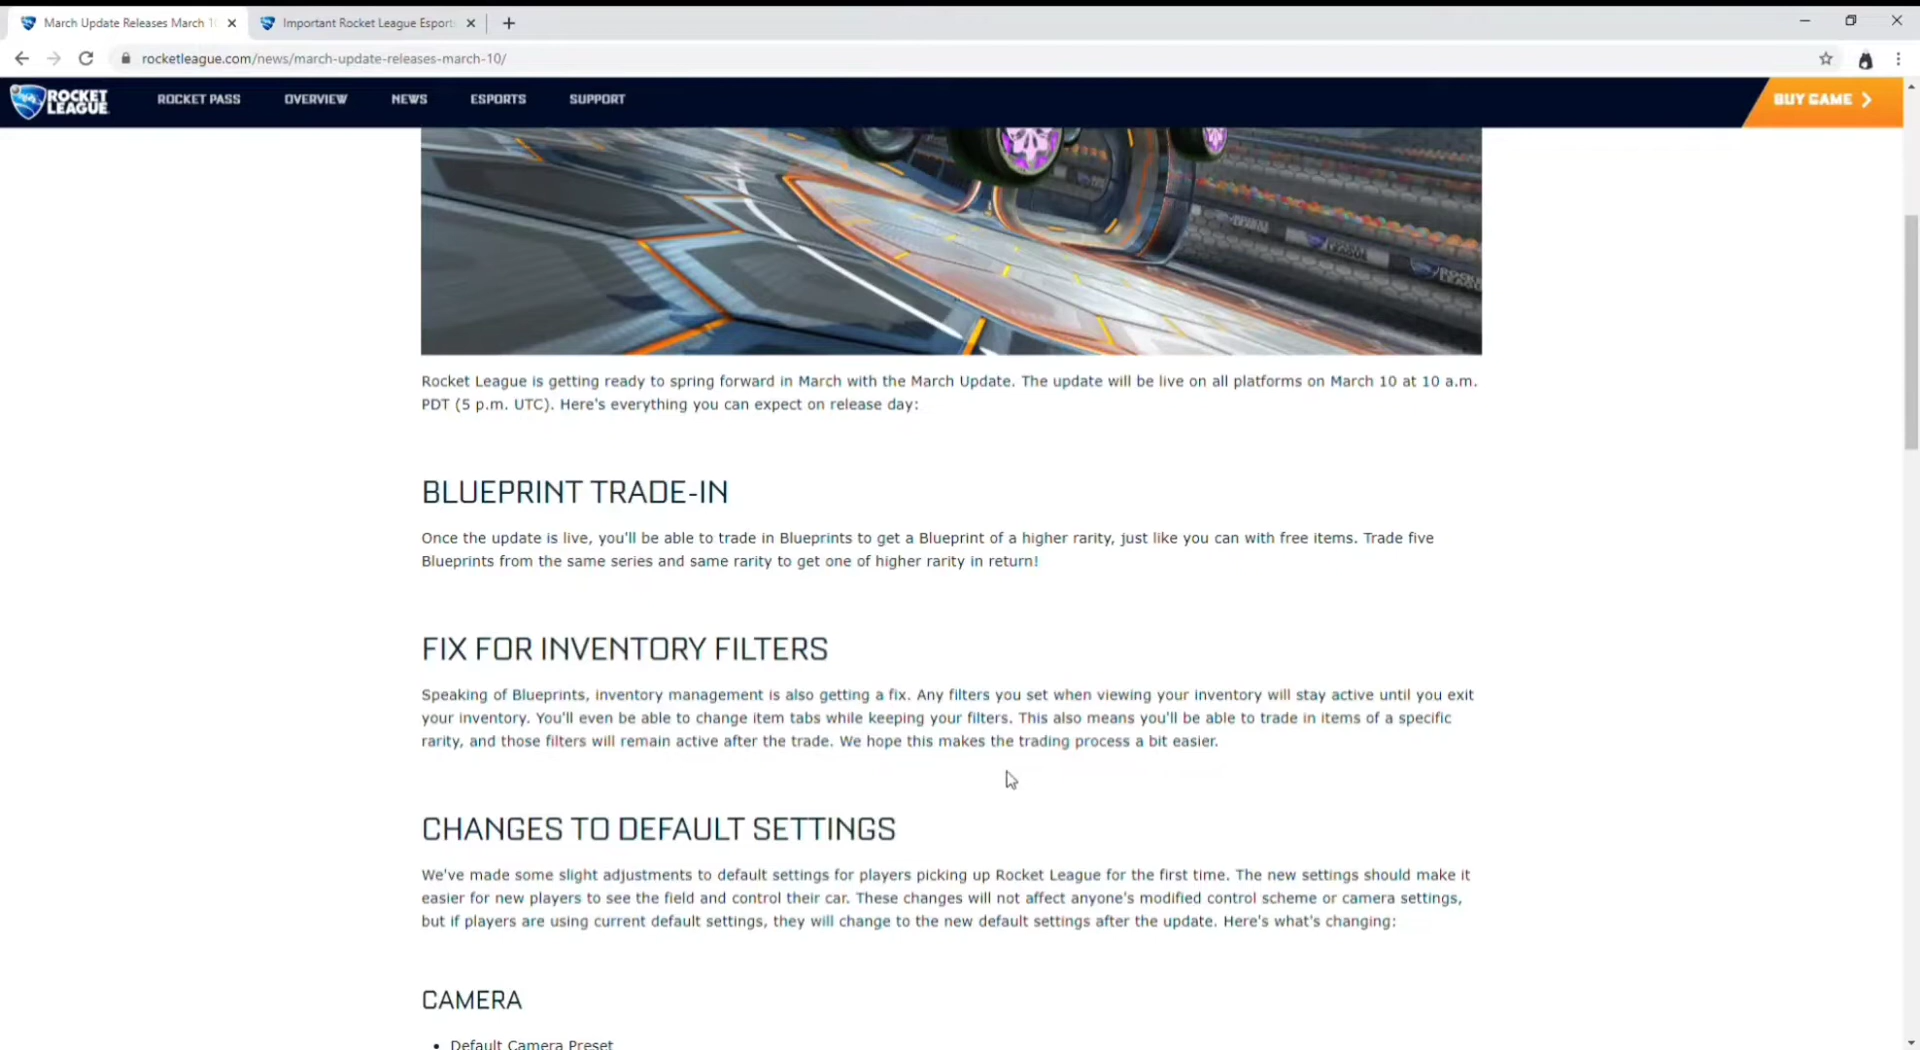 March Update Releases March 1
Important Rocket League Esport
rocketleague.com/news/march-update-releases-march-10/
ROCKET LEAGUE
ROCKET PASS
OVERVIEW
NEWS
ESPORTS
SUPPORT
BUY GAME
Rocket League is getting ready to spring forward in March with the March Update. The update will be live on all platforms on March 10 at 10 a.m.
PDT (5 p.m. UTC). Here's everything you can expect on release day:
BLUEPRINT TRADE-IN
Once the update is live, you'll be able to trade in Blueprints to get a Blueprint of a higher rarity, just like you can with free items. Trade five
Blueprints from the same series and same rarity to get one of higher rarity in return!
FIX FOR INVENTORY FILTERS
Speaking of Blueprints, inventory management is also getting a fix. Any filters you set when viewing your inventory will stay active until you exit
your inventory. You'll even be able to change item tabs while keeping your filters. This also means you'll be able to trade in items of a specific
rarity, and those filters will remain active after the trade. We hope this makes the trading process a bit easier.
CHANGES TO DEFAULT SETTINGS
We've made some slight adjustments to default settings for players picking up Rocket League for the first time. The new settings should make it
easier for new players to see the field and control their car. These changes will not affect anyone's modified control scheme or camera settings,
but if players are using current default settings, they will change to the new default settings after the update. Here's what's changing:
CAMERA
• Default Camera Preset